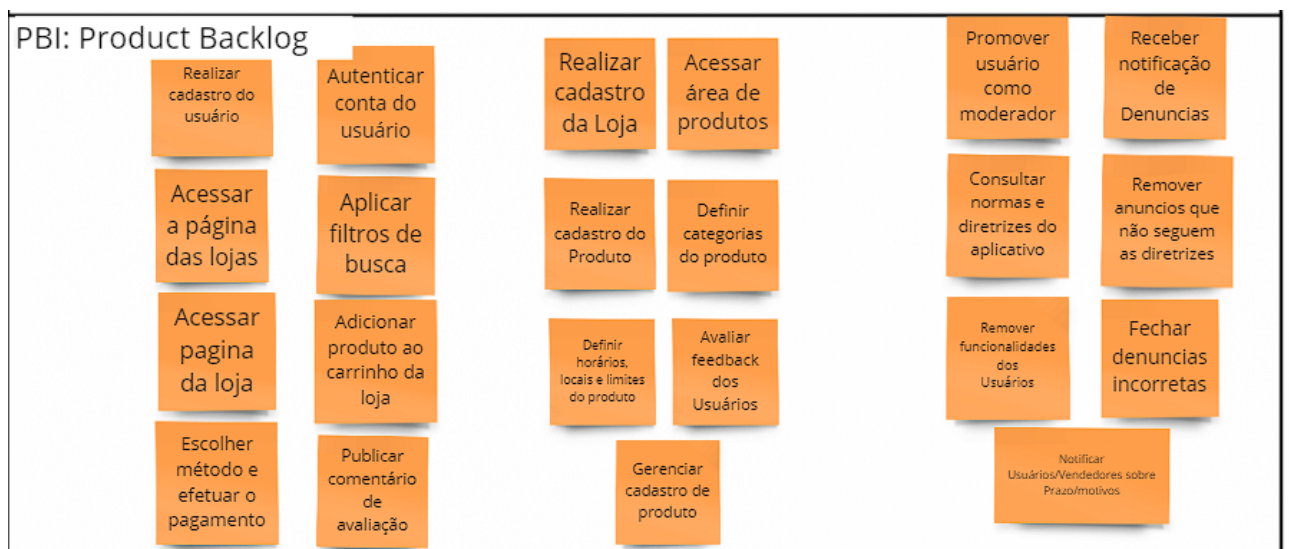 PBI: Product Backlog
Realizar
cadastro do
usuário
Autenticar
conta do
usuário
Acessar
a página
das lojas
Aplicar
filtros de
busca
Acessar
pagina
da loja
Adicionar
produto ao
carrinho da
loja
Escolher
método e
efetuar o
pagamento
Publicar
comentário
de
avaliação
Realizar
cadastro
da Loja
Acessar
área de
produtos
Realizar
cadastro do
Produto
Definir
categorias
do produto
Definir
horários,
locais e limites
do produto
Avaliar
feedback
dos
Usuários
Gerenciar
cadastro de
produto
Promover
usuário
como
moderador
Receber
notificação
de
Denuncias
Consultar
normas e
diretrizes do
aplicativo
Remover
anuncios que
não seguem
as diretrizes
Remover
funcionalidades
dos
Usuários
Fechar
denuncias
incorretas
Notificar
Usuários/Vendedores sobre
Prazo/motivos